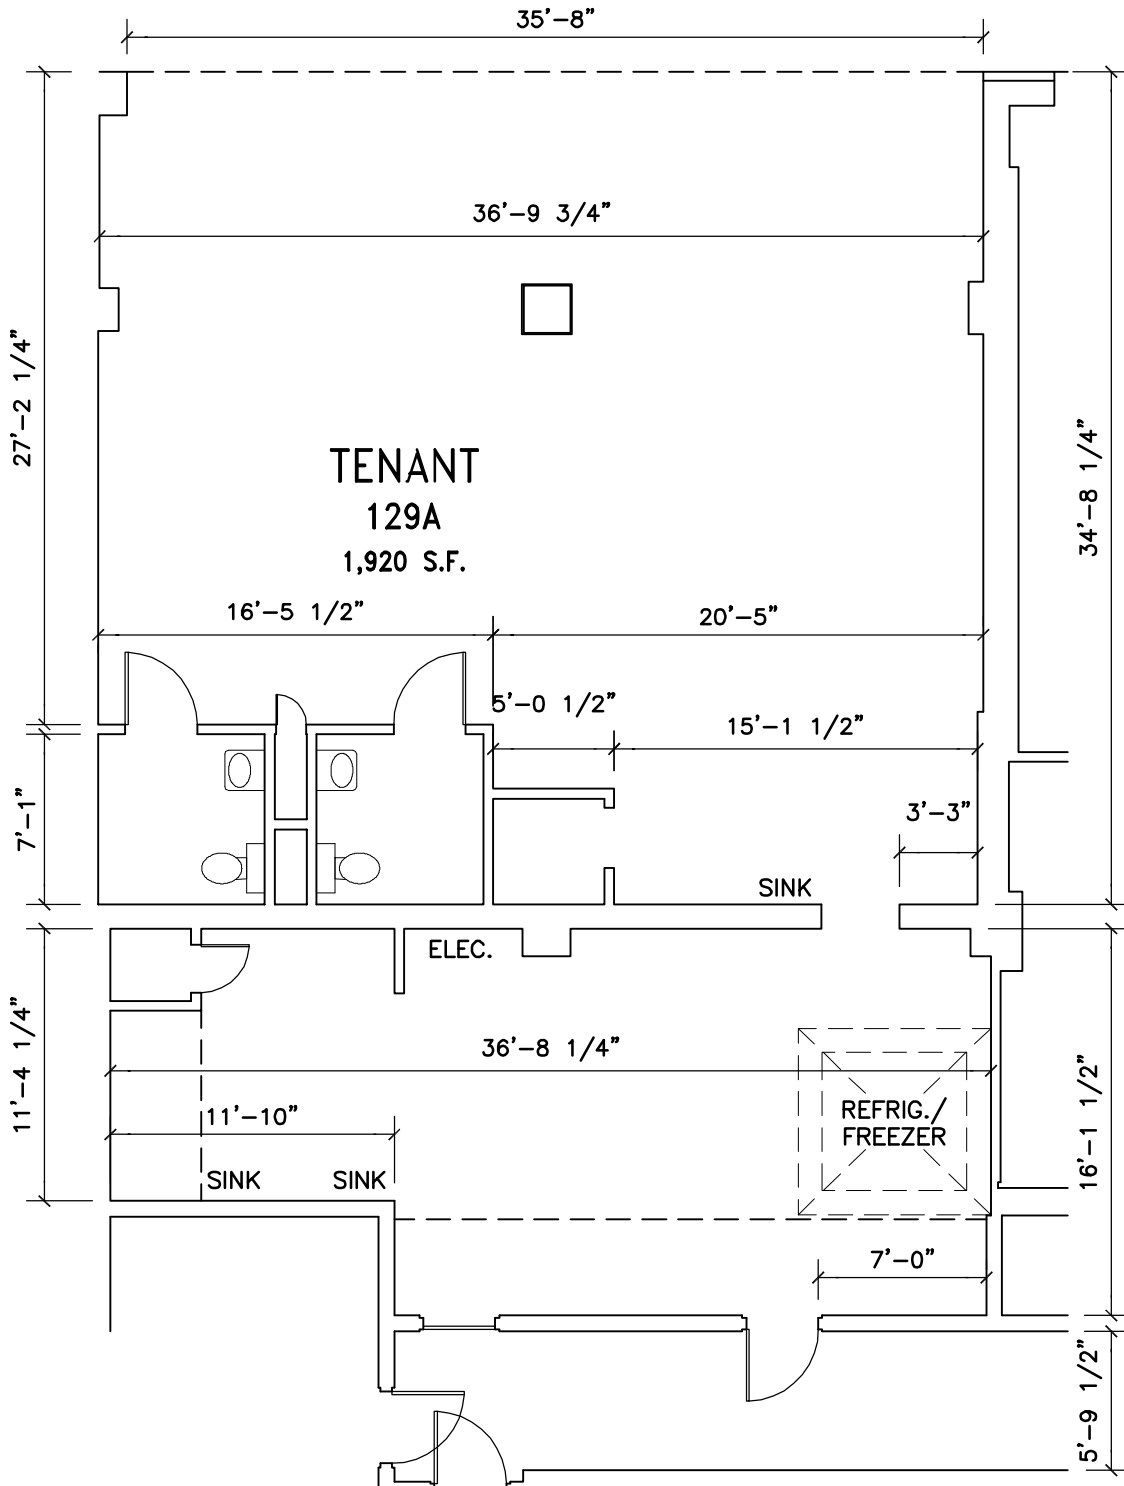 35'-8"
36'-9 3/4"
27'-2 1/4"
34'-8 1/4"
TENANT
129A
1,920 S.F.
16'-5 1/2"
20'-5"
5'-0 1/2"
15'-1 1/2"
7'-1"
3'-3"
SINK
ELEC.
11'-4 1/4"
36'-8 1/4"
16'-1 1/2"
REFRIG./
FREEZER
11'-10"
SINK
SINK
7'-0"
5'-9 1/2"